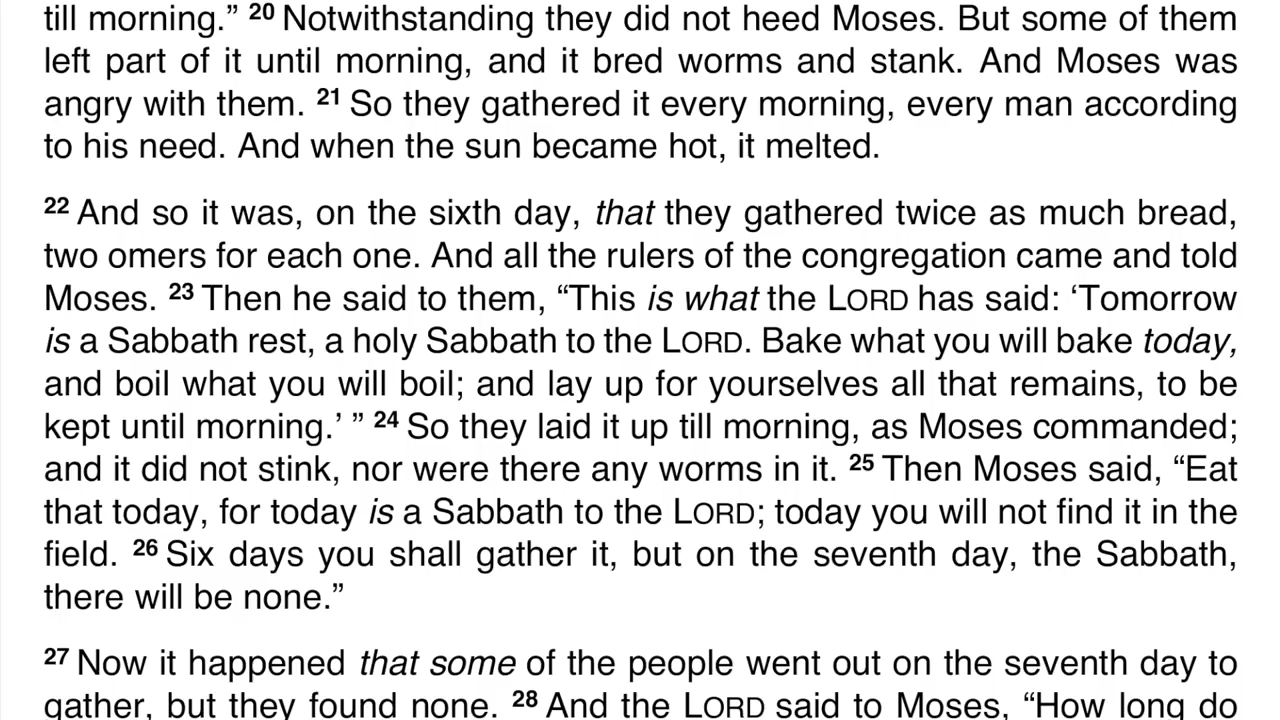 till morning.” 20 Notwithstanding they did not heed Moses. But some of them
left part of it until morning, and it bred worms and stank. And Moses was
angry with them. 21 So they gathered it every morning, every man according
to his need. And when the sun became hot, it melted.
22 And so it was, on the sixth day, that they gathered twice as much bread,
two omers for each one. And all the rulers of the congregation came and told
Moses. 23 Then he said to them, “This is what the LORD has said: ‘Tomorrow
is a Sabbath rest, a holy Sabbath to the LORD. Bake what you will bake today,
and boil what you will boil; and lay up for yourselves all that remains, to be
kept until morning.’ ” 24 So they laid it up till morning, as Moses commanded;
and it did not stink, nor were there any worms in it. 25 Then Moses said, “Eat
that today, for today is a Sabbath to the LORD; today you will not find it in the
field. 26 Six days you shall gather it, but on the seventh day, the Sabbath,
there will be none.”
27 Now it happened that some of the people went out on the seventh day to
gather, but they found none. 28 And the LORD said to Moses, “How long do